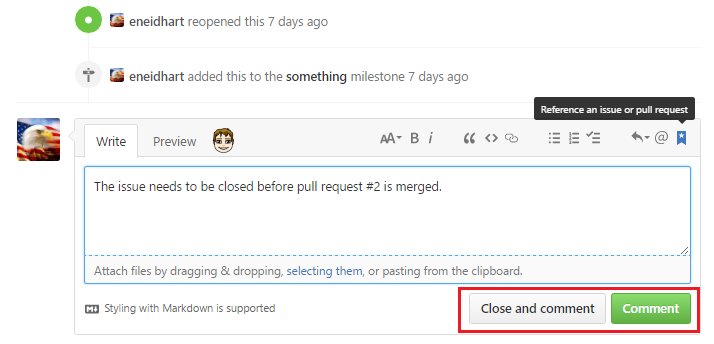 eneidhart reopened this 7 days ago
eneidhart added this to the something milestone 7 days ago
Reference an issue or pull request
Write Preview AA B i @
The issue needs to be closed before pull request #2 is merged.
Attach files by dragging & dropping, selecting them, or pasting from the clipboard.
Styling with Markdown is supported
Close and comment Comment